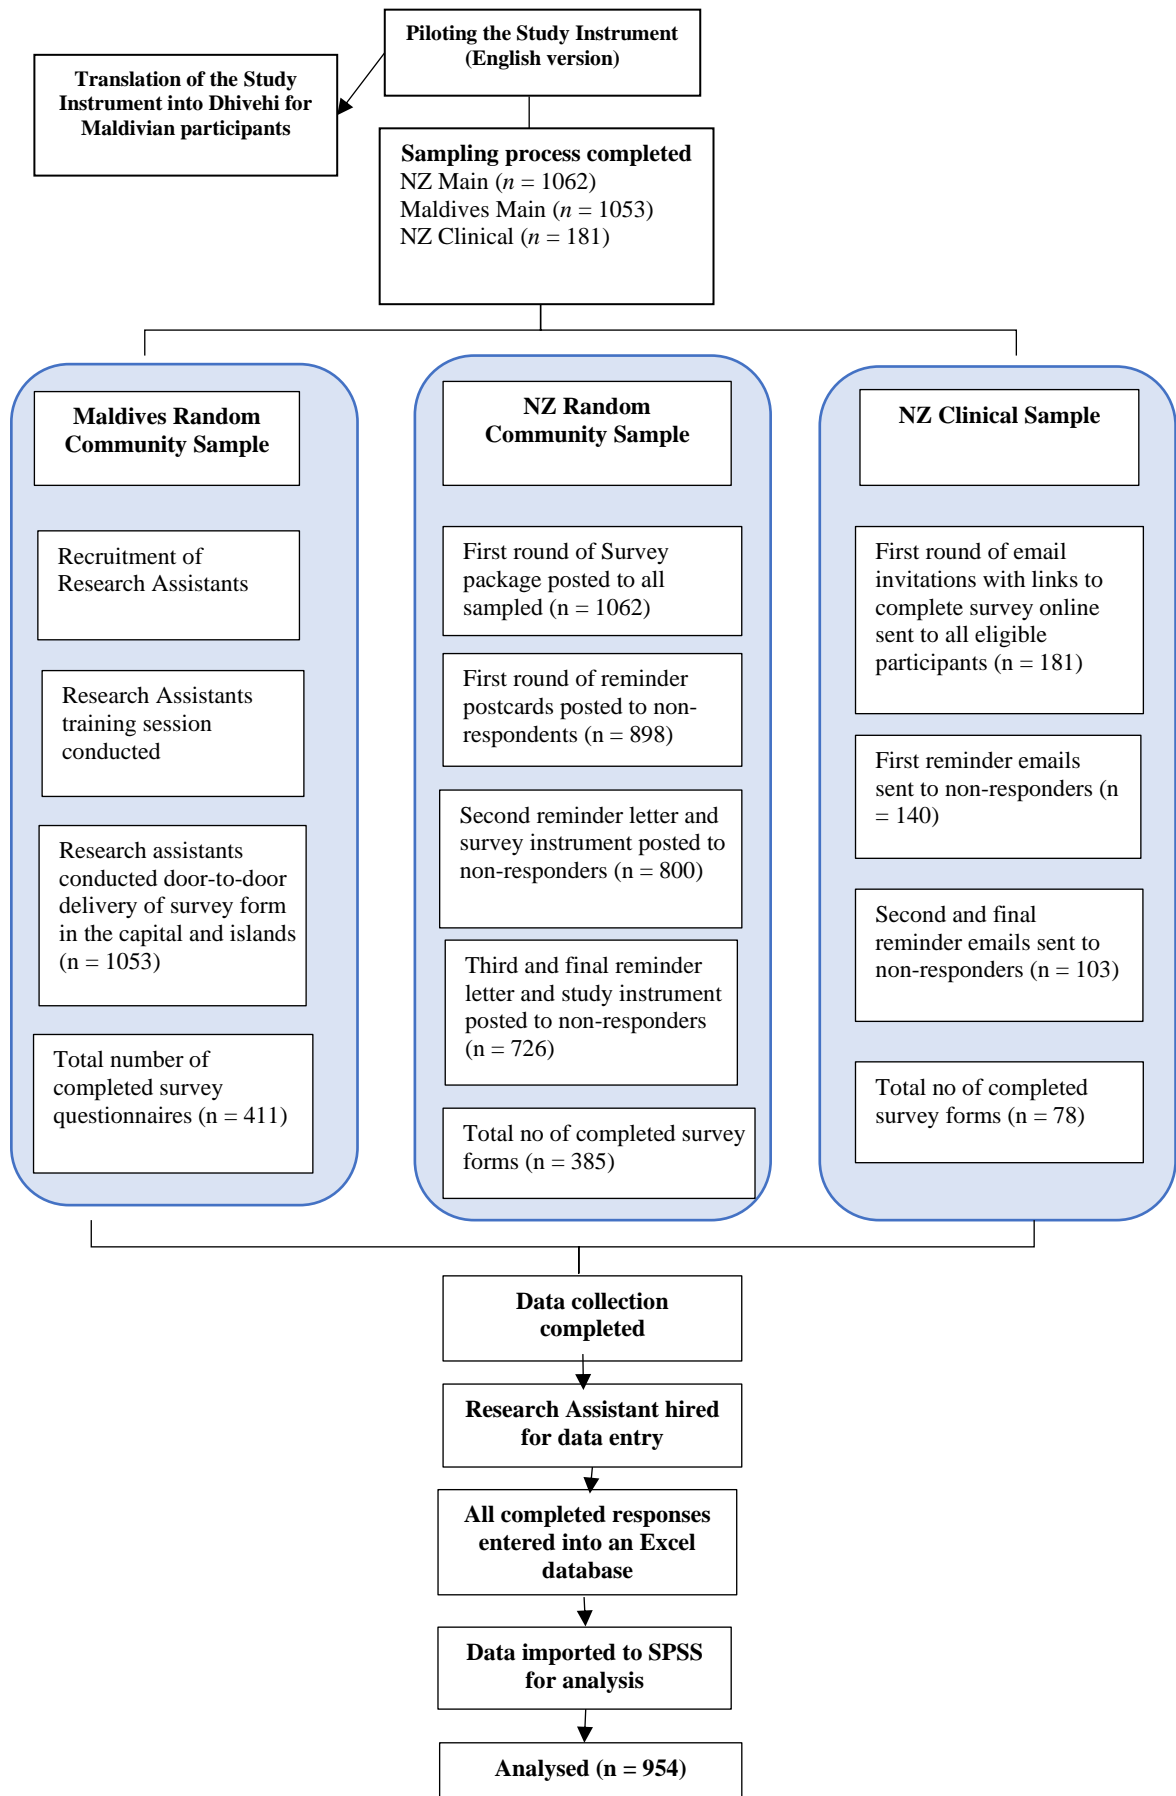 Piloting the Study Instrument
(English version)
Translation of the Study
Instrument into Dhivehi for
Maldivian participants
Sampling process completed
NZ Main (n = 1062)
Maldives Main (n = 1053)
NZ Clinical (n = 181)
Maldives Random
Community Sample
Recruitment of
Research Assistants
Research Assistants
training session
conducted
Research assistants
conducted door-to-door
delivery of survey form
in the capital and islands
(n = 1053)
Total number of
completed survey
questionnaires (n = 411)
NZ Random
Community Sample
First round of Survey
package posted to all
sampled (n = 1062)
First round of reminder
postcards posted to non-
respondents (n = 898)
Second reminder letter and
survey instrument posted to
non-responders (n = 800)
Third and final reminder
letter and study instrument
posted to non-responders
(n = 726)
Total no of completed survey
forms (n = 385)
NZ Clinical Sample
First round of email
invitations with links to
complete survey online
sent to all eligible
participants (n = 181)
First reminder emails
sent to non-responders (n
= 140)
Second and final
reminder emails sent to
non-responders (n = 103)
Total no of completed
survey forms (n = 78)
Data collection
completed
Research Assistant hired
for data entry
All completed responses
entered into an Excel
database
Data imported to SPSS
for analysis
Analysed (n = 954)